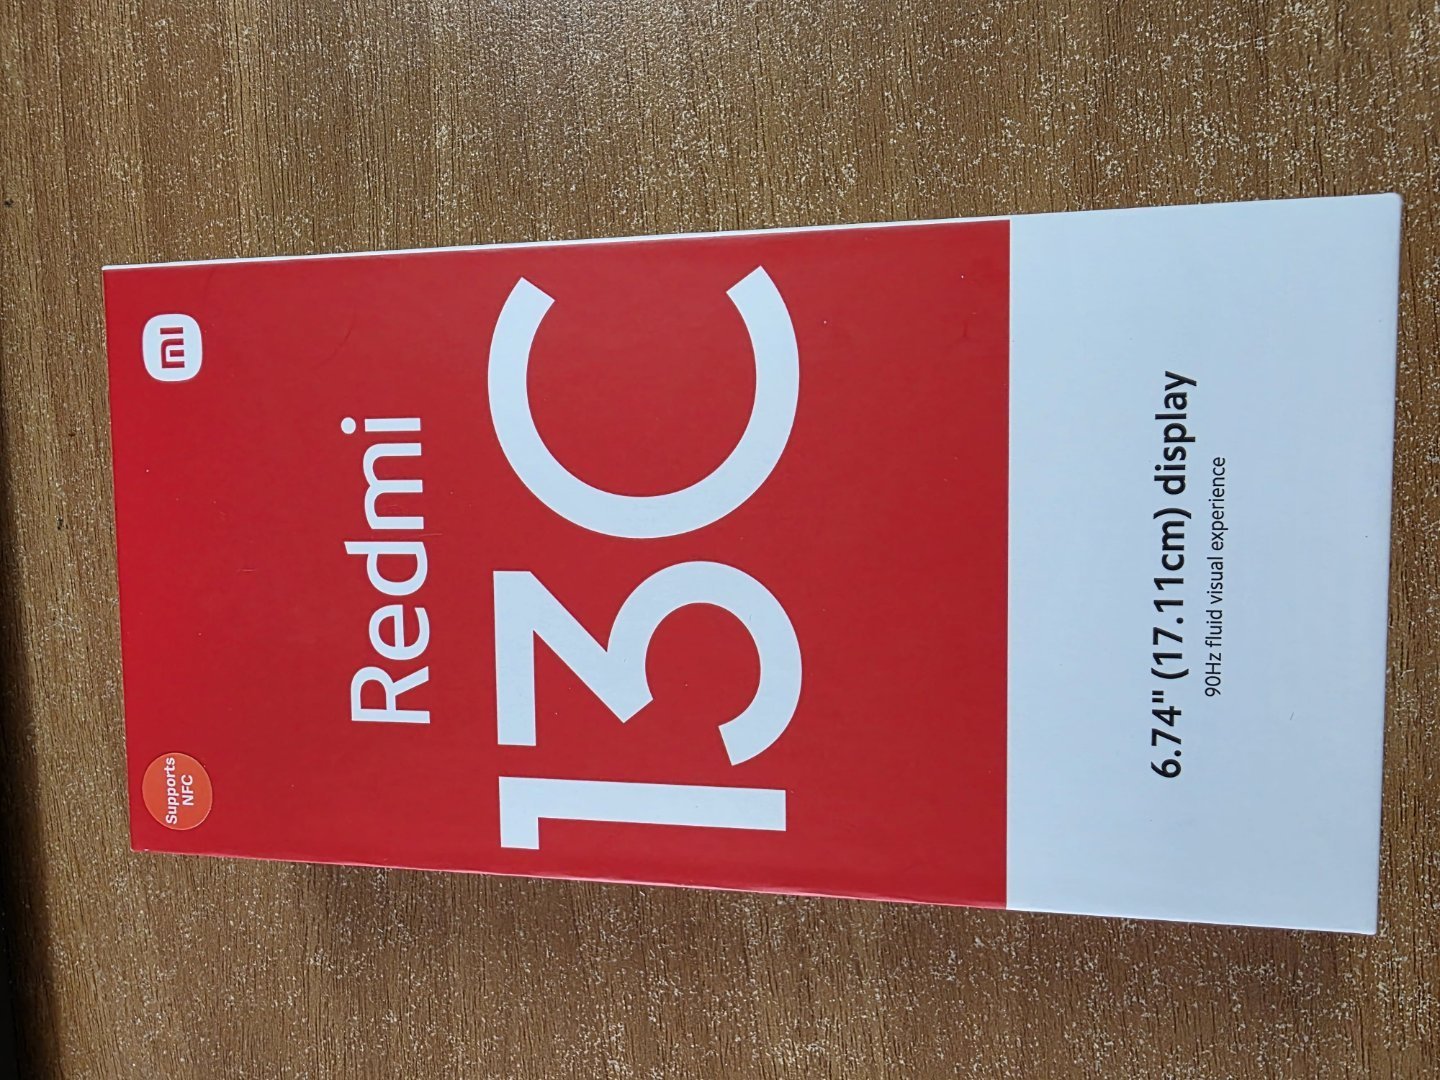 Supports
NFC
mi
Redmi
13C
6.74" (17.11cm) display
90Hz fluid visual experience